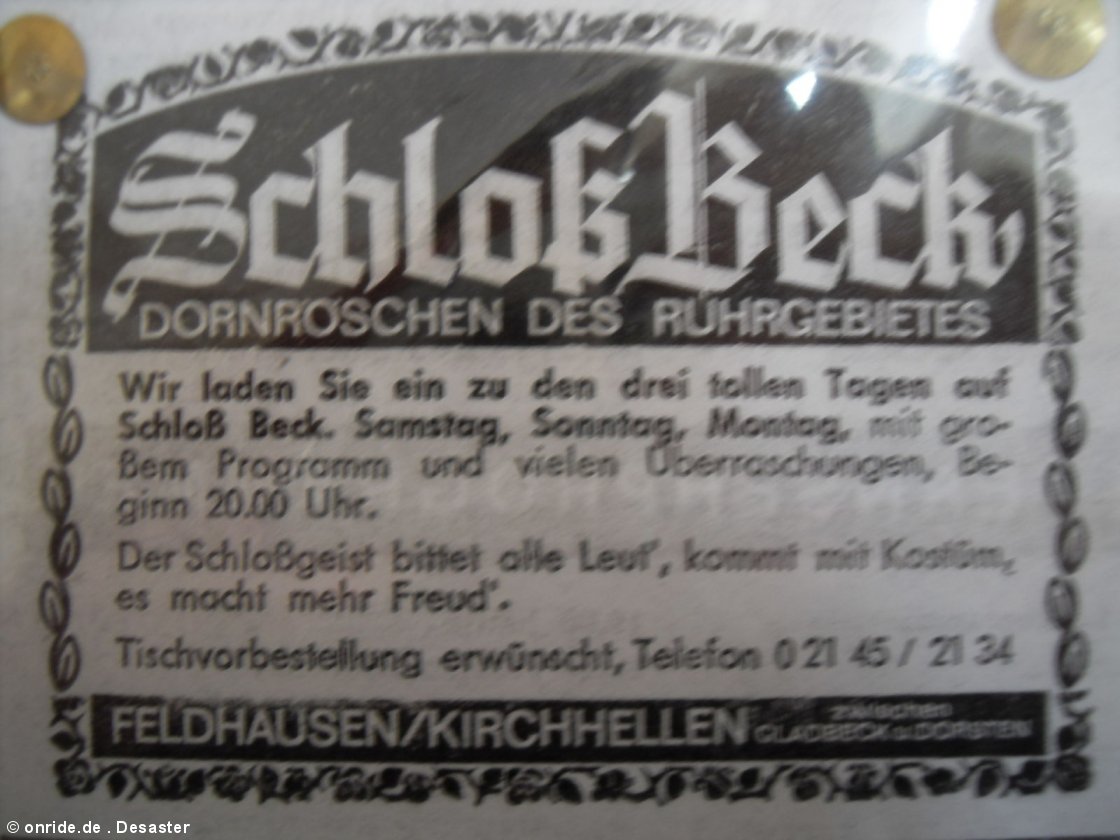 Schloß Beck
DORNRÖSCHEN DES RUHRGEBIETES
Wir laden Sie ein zu den drei tollen Tagen auf
Schloß Beck. Samstag, Sonntag, Montag, mit gro-
ßem Programm und vielen Überraschungen, Be-
ginn 20.00 Uhr.
Der Schloßgeist bittet alle Leut', kommt mit Kostüm,
es macht mehr Freud'.
Tischvorbestellung erwünscht, Telefon 0 21 45 / 21 34
FELDHAUSEN/KIRCHHELLEN
zwischen
GLADBECK u. DORSTEN
© onride.de . Desaster